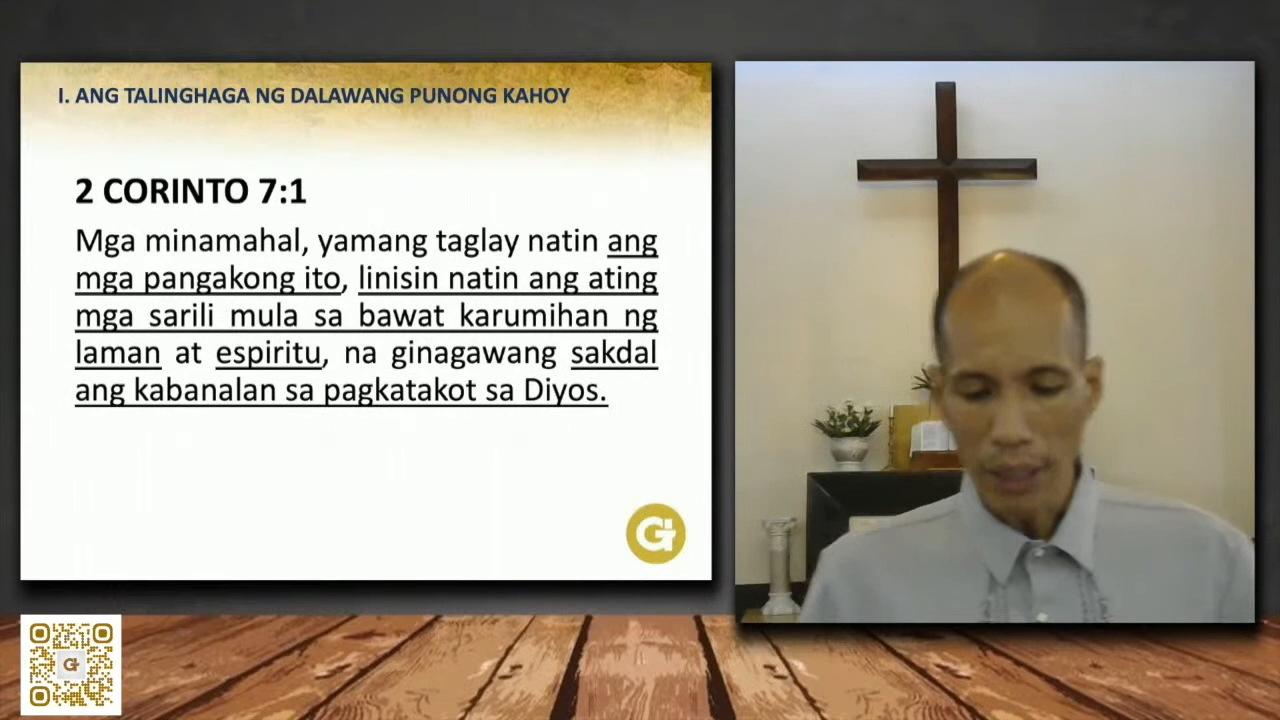 I. ANG TALINGHAGA NG DALAWANG PUNONG KAHOY
2 CORINTO 7:1
Mga minamahal, yamang taglay natin ang
mga pangakong ito, linisin natin ang ating
mga sarili mula sa bawat karumihan ng
laman at espiritu, na ginagawang sakdal
ang kabanalan sa pagkatakot sa Diyos.